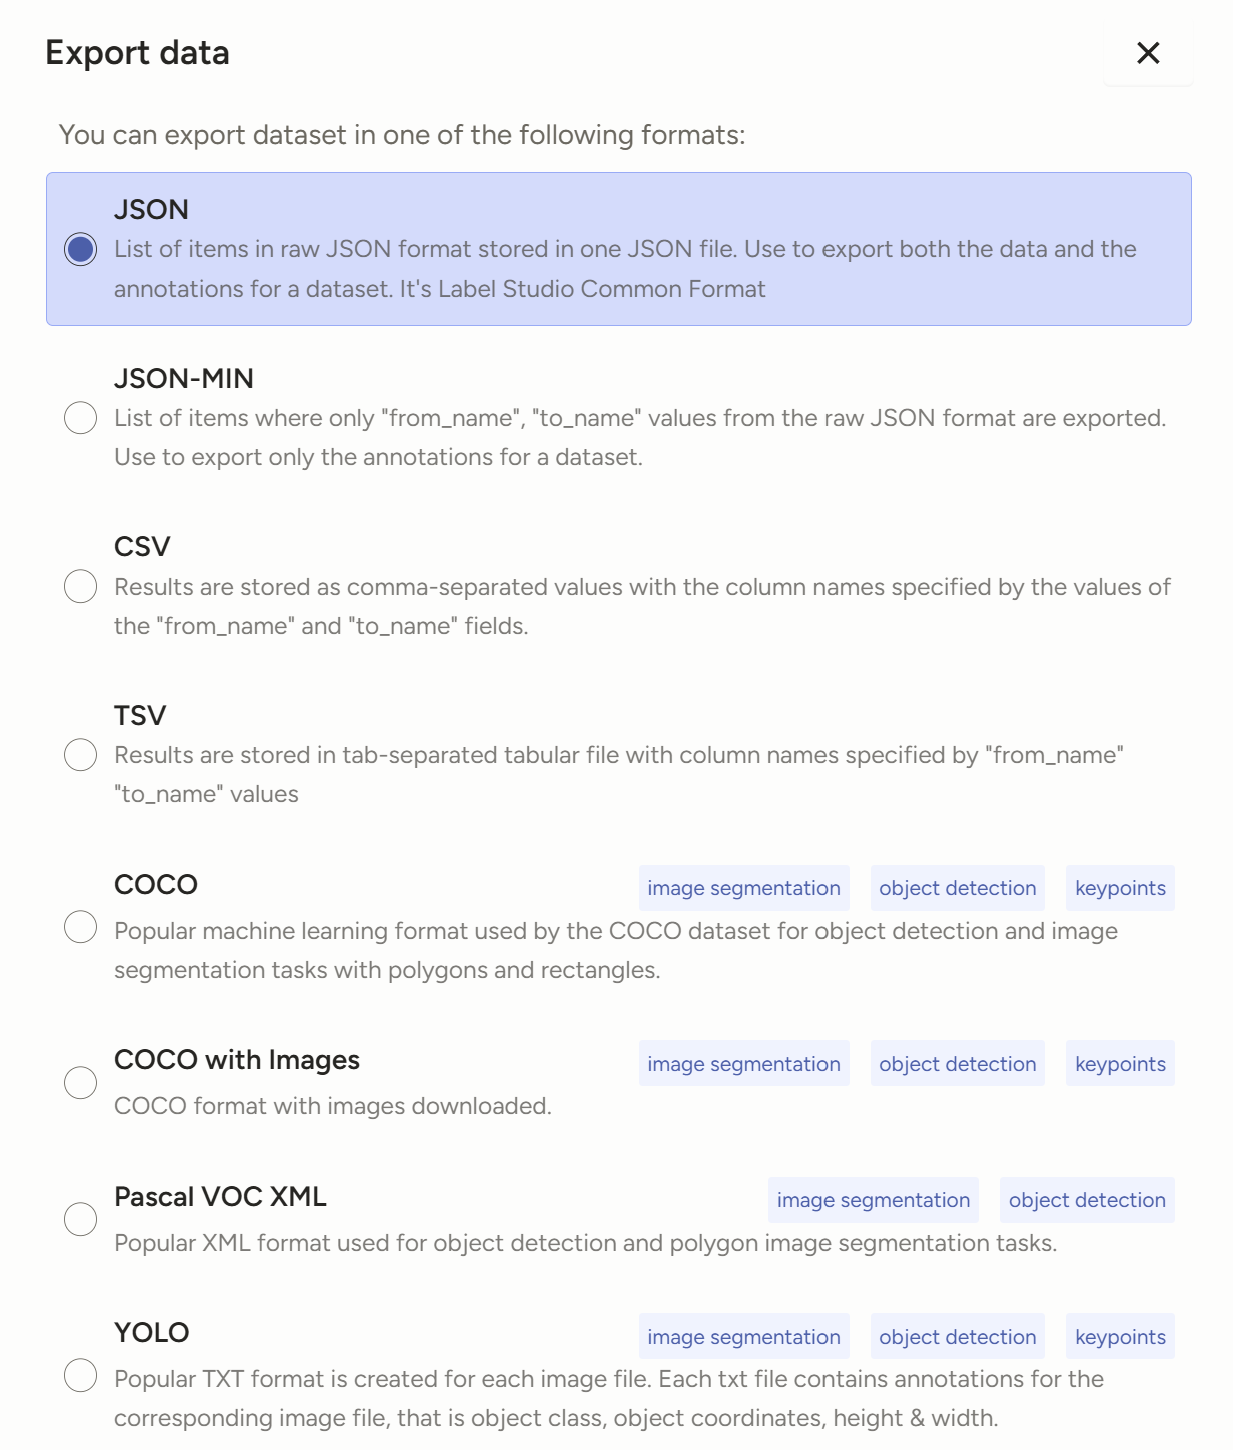 Export data
You can export dataset in one of the following formats:
JSON
List of items in raw JSON format stored in one JSON file. Use to export both the data and the
annotations for a dataset. It's Label Studio Common Format
JSON-MIN
List of items where only "from_name", "to_name" values from the raw JSON format are exported.
Use to export only the annotations for a dataset.
CSV
Results are stored as comma-separated values with the column names specified by the values of
the "from_name" and "to_name" fields.
TSV
Results are stored in tab-separated tabular file with column names specified by "from_name"
"to_name" values
COCO image segmentation object detection keypoints
Popular machine learning format used by the COCO dataset for object detection and image
segmentation tasks with polygons and rectangles.
COCO with Images image segmentation object detection keypoints
COCO format with images downloaded.
Pascal VOC XML image segmentation object detection
Popular XML format used for object detection and polygon image segmentation tasks.
YOLO image segmentation object detection keypoints
Popular TXT format is created for each image file. Each txt file contains annotations for the
corresponding image file, that is object class, object coordinates, height & width.